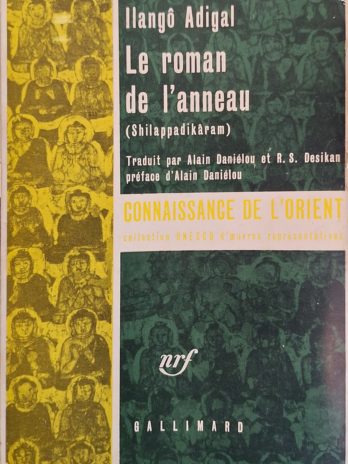 Ilangô Adigal
Le roman
de l'anneau
(Shilappadikâram)
Traduit par Alain Daniélou et R. S. Desikan
préface d'Alain Daniélou
CONNAISSANCE DE L'ORIENT
collection UNESCO d'œuvres représentatives
nrf
GALLIMARD